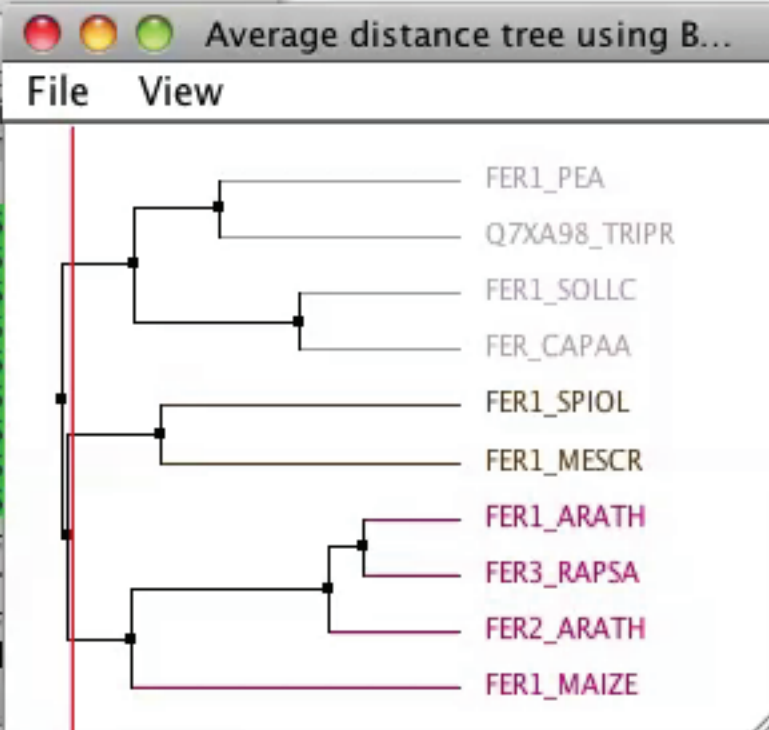 Average distance tree using B...
File View
FER1_PEA
Q7XA98_TRIPR
FER1_SOLLC
FER_CAPAA
FER1_SPIOL
FER1_MESCR
FER1_ARATH
FER3_RAPSA
FER2_ARATH
FER1_MAIZE